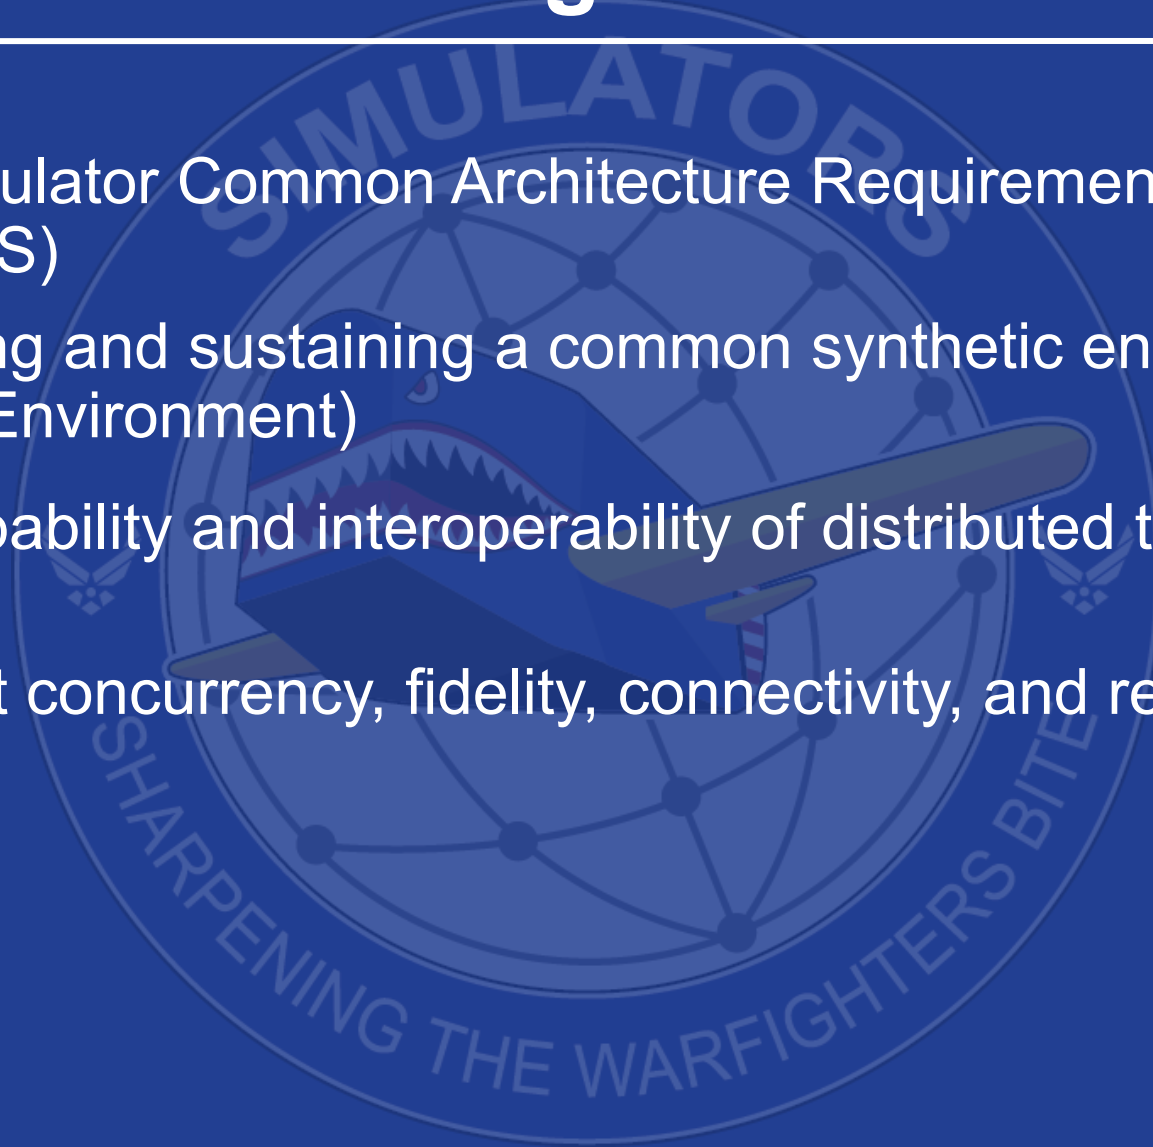 SIMULATORS
ulator Common Architecture Requiremen
S)
ng and sustaining a common synthetic en
Environment)
ability and interoperability of distributed t
t concurrency, fidelity, connectivity, and re
SHARPENING THE WARFIGHTERS BITE